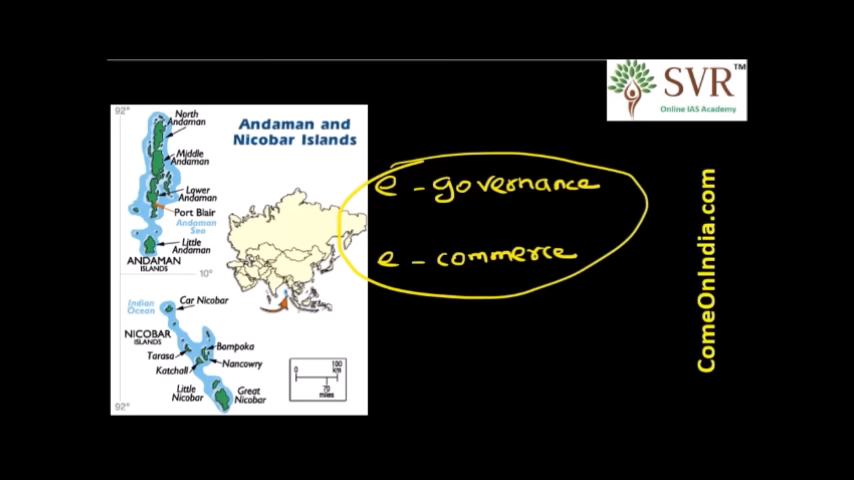 SVR™
Online IAS Academy
92°
Andaman and
Nicobar Islands
North
Andaman
Middle
Andaman
Lower
Andaman
Port Blair
Andaman
Sea
Little
Andaman
ANDAMAN
ISLANDS
10°
Indian
Ocean
Car Nicobar
NICOBAR
ISLANDS
Bompoka
Tarasa
Nancowry
Katchall
Little
Nicobar
Great
Nicobar
0
100
km
70
miles
92°
e - governance
e - commerce
ComeOnIndia.com